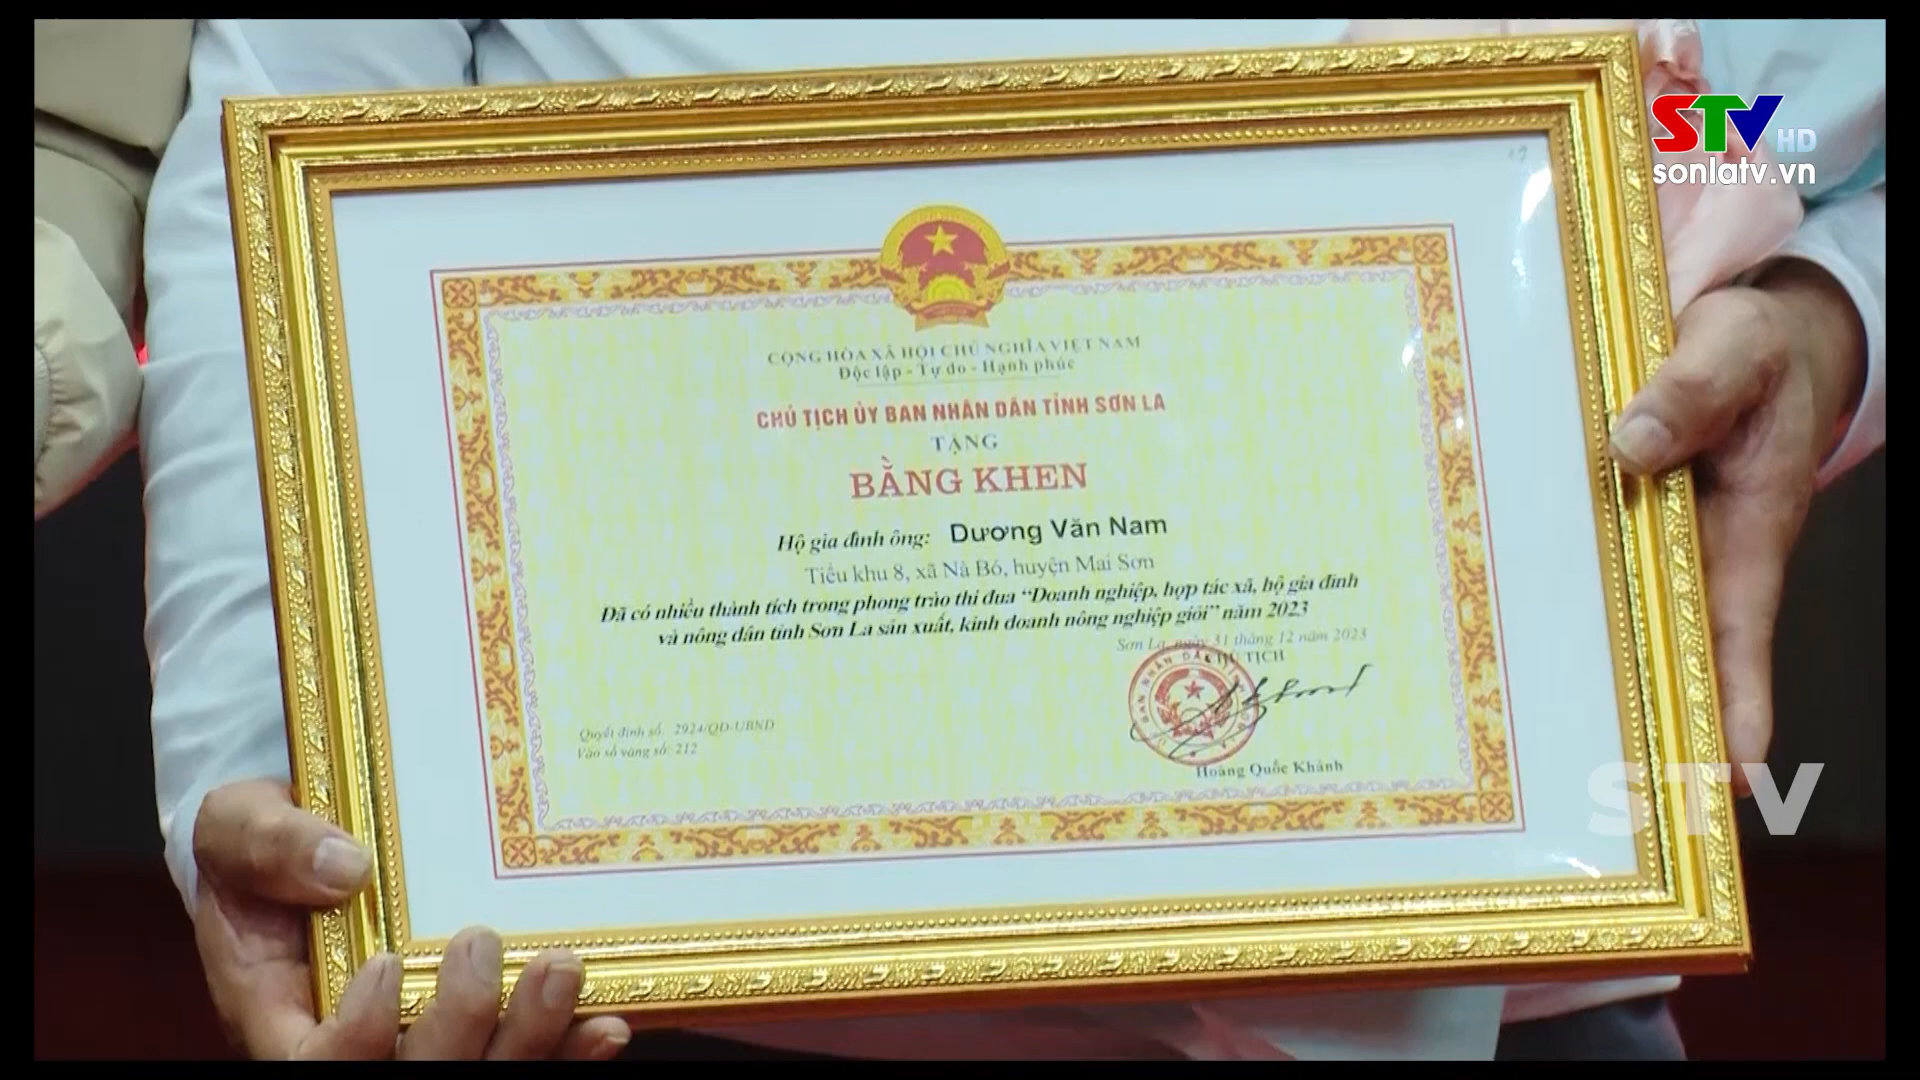 STV HD
sonlatv.vn
CỘNG HÒA XÃ HỘI CHỦ NGHĨA VIỆT NAM
Độc lập - Tự do - Hạnh phúc
CHỦ TỊCH ỦY BAN NHÂN DÂN TỈNH SƠN LA
TẶNG
BẰNG KHEN
Hộ gia đình ông: Dương Văn Nam
Tiểu khu 8, xã Nà Bó, huyện Mai Sơn
Đã có nhiều thành tích trong phong trào thi đua “Doanh nghiệp, hợp tác xã, hộ gia đình
và nông dân tỉnh Sơn La sản xuất, kinh doanh nông nghiệp giỏi” năm 2023
Sơn La, ngày 31 tháng 12 năm 2023
CHỦ TỊCH
Quyết định số: 2924/QĐ-UBND
Vào sổ vàng số: 212
Hoàng Quốc Khánh
STV